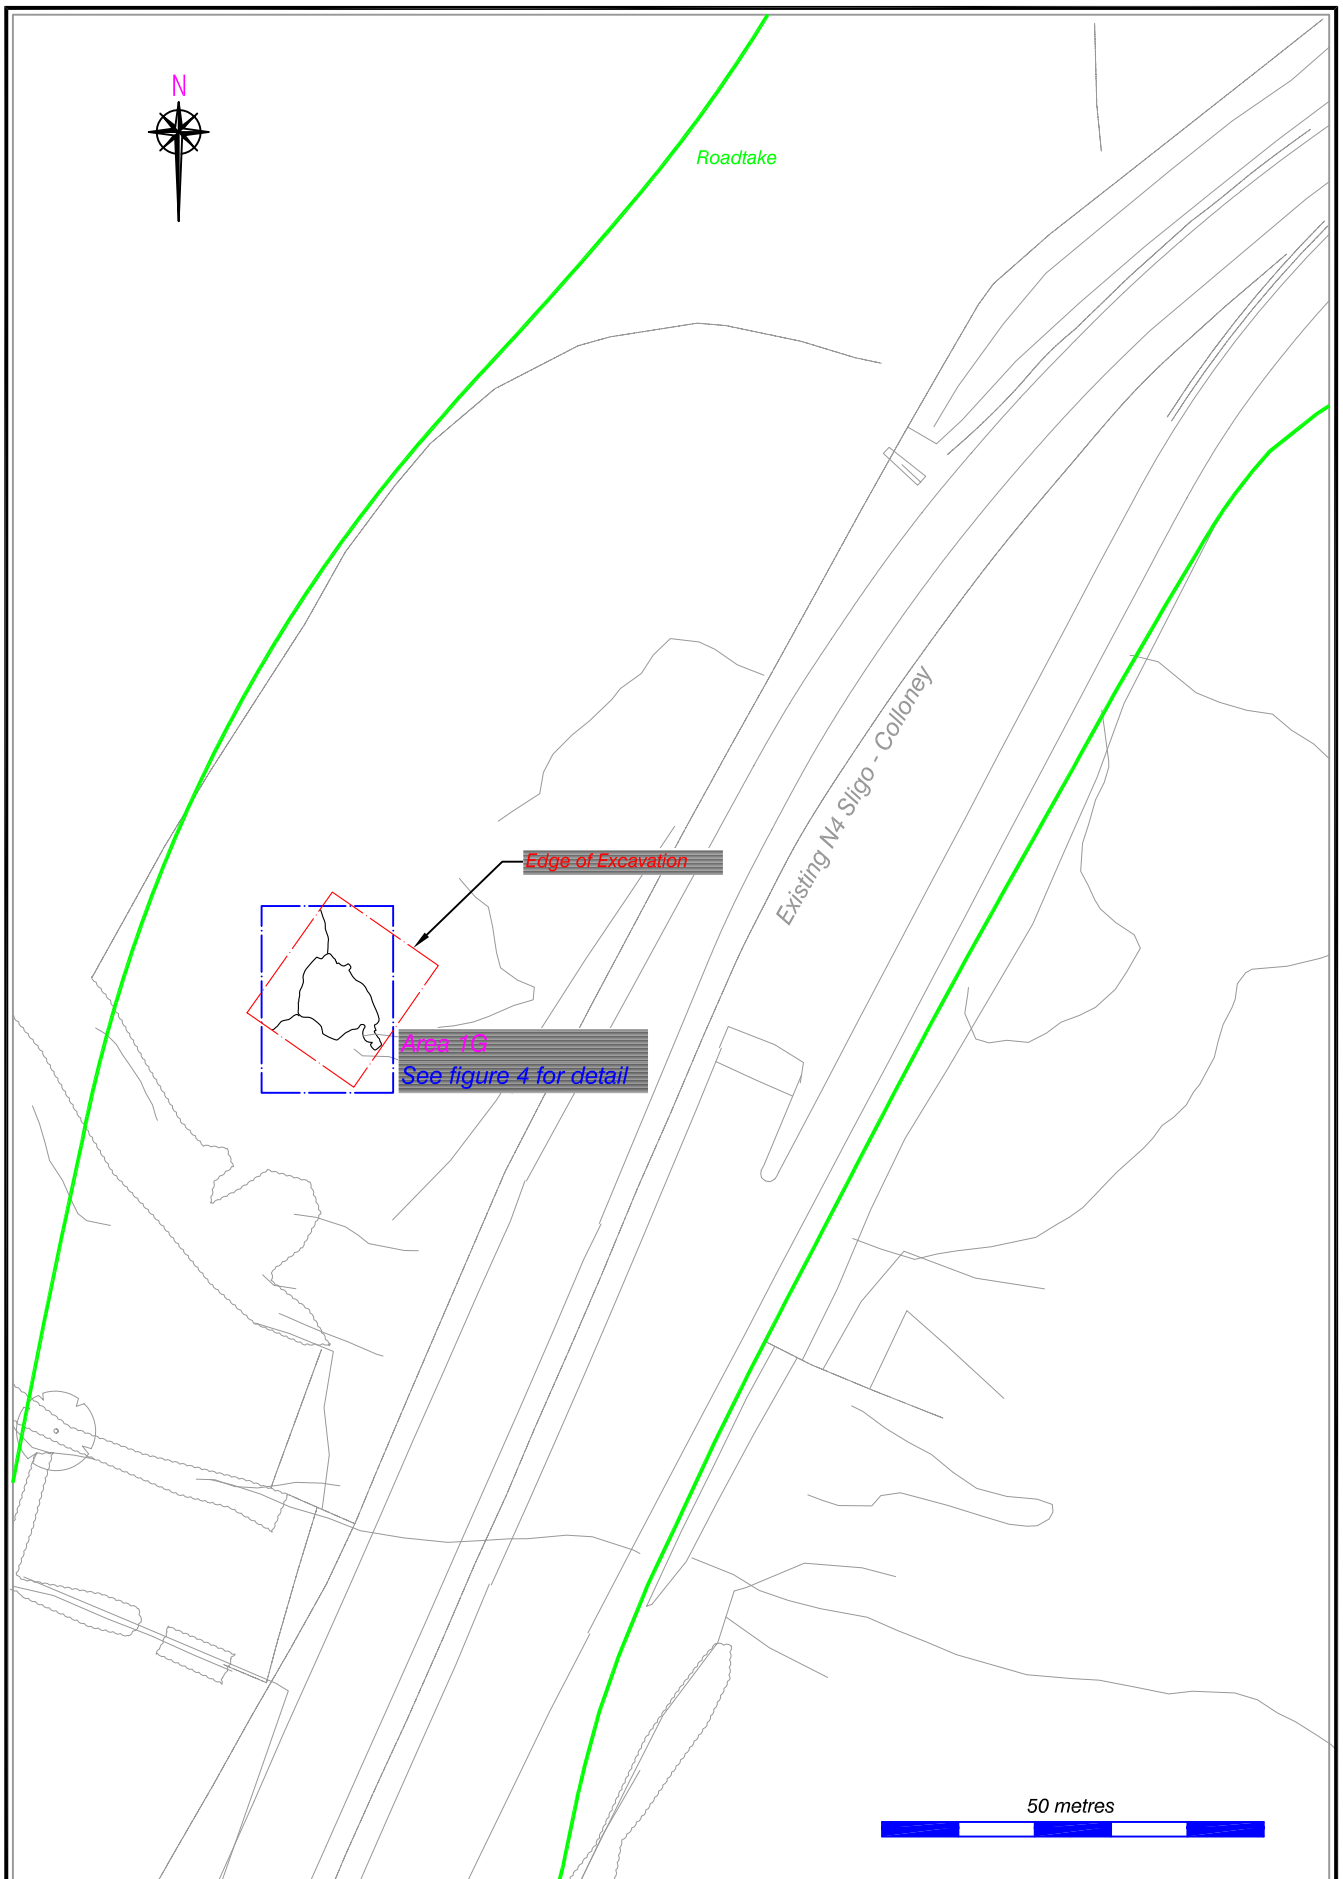 N
Roadtake
Existing N4 Sligo - Colloney
Edge of Excavation
Area 1G
See figure 4 for detail
50 metres